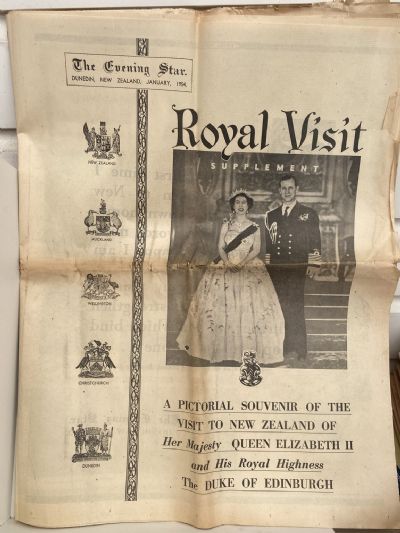 The Evening Star.
DUNEDIN, NEW ZEALAND, JANUARY, 1954.
Royal Visit
SUPPLEMENT
NEW ZEALAND
AUCKLAND
WELLINGTON
CHRISTCHURCH
DUNEDIN
A PICTORIAL SOUVENIR OF THE
VISIT TO NEW ZEALAND OF
Her Majesty QUEEN ELIZABETH II
and His Royal Highness
The DUKE OF EDINBURGH